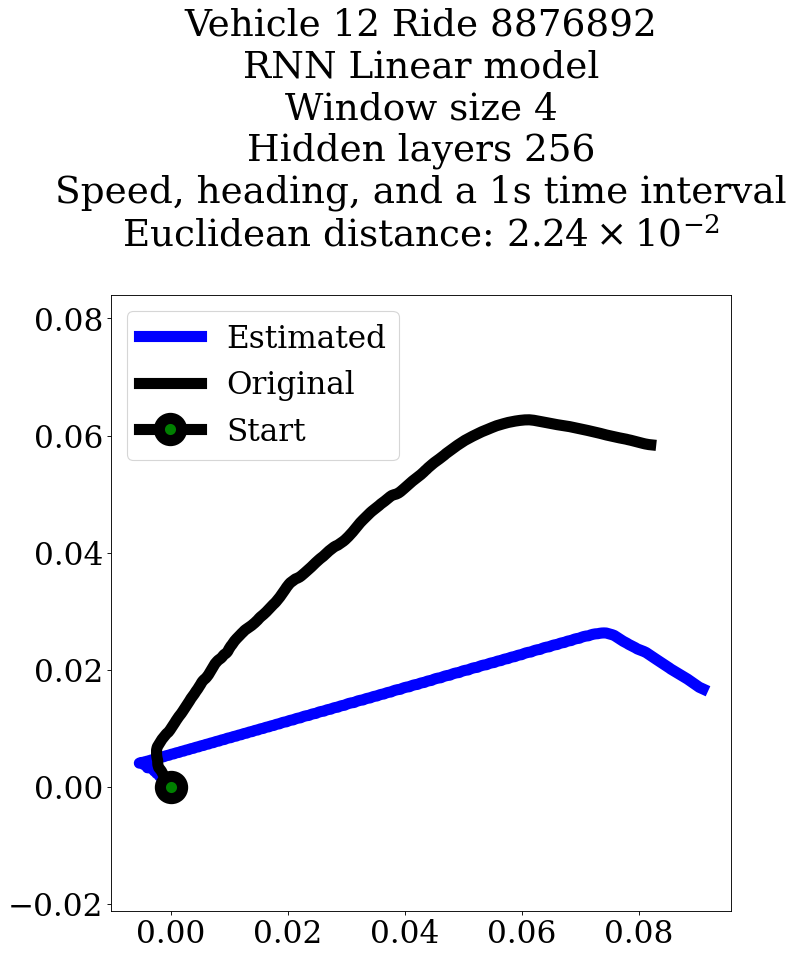 Vehicle 12 Ride 8876892
RNN Linear model
Window size 4
Hidden layers 256
Speed, heading, and a 1s time interval
Euclidean distance: 2.24 × 10⁻²
Estimated
Original
Start
0.08
0.06
0.04
0.02
0.00
−0.02
0.00 0.02 0.04 0.06 0.08